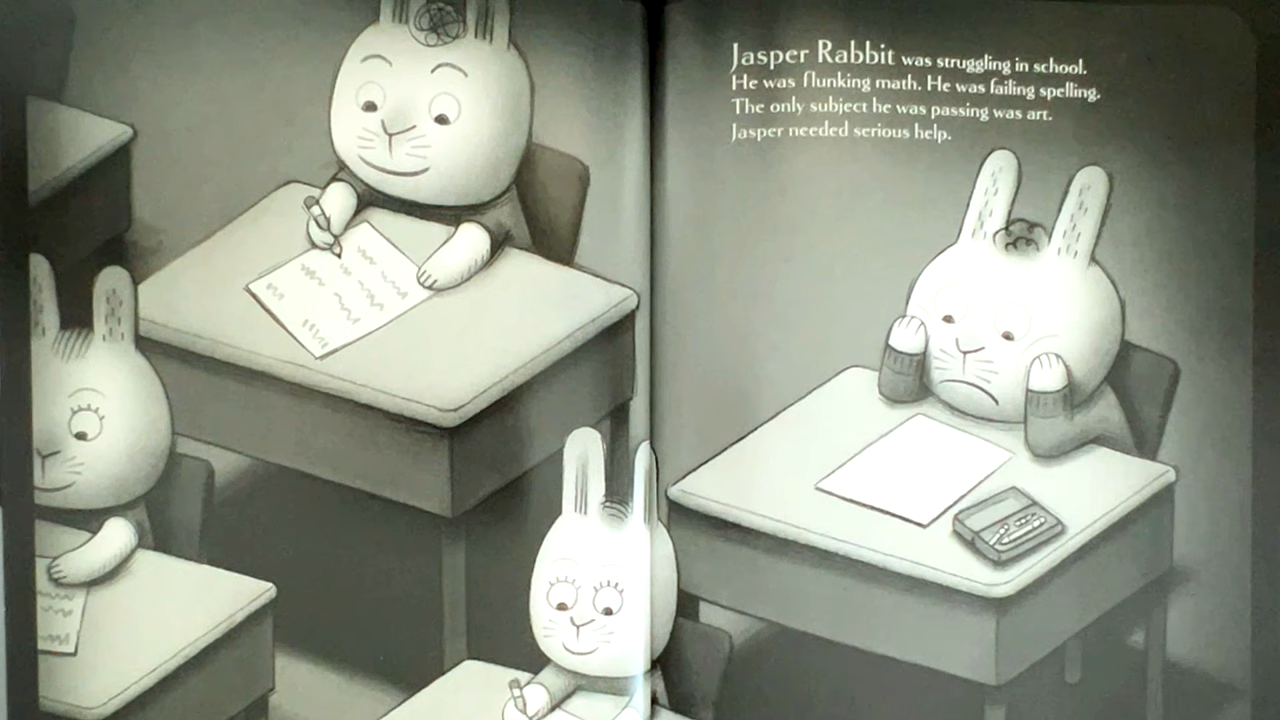 Jasper Rabbit was struggling in school.
He was flunking math. He was failing spelling.
The only subject he was passing was art.
Jasper needed serious help.